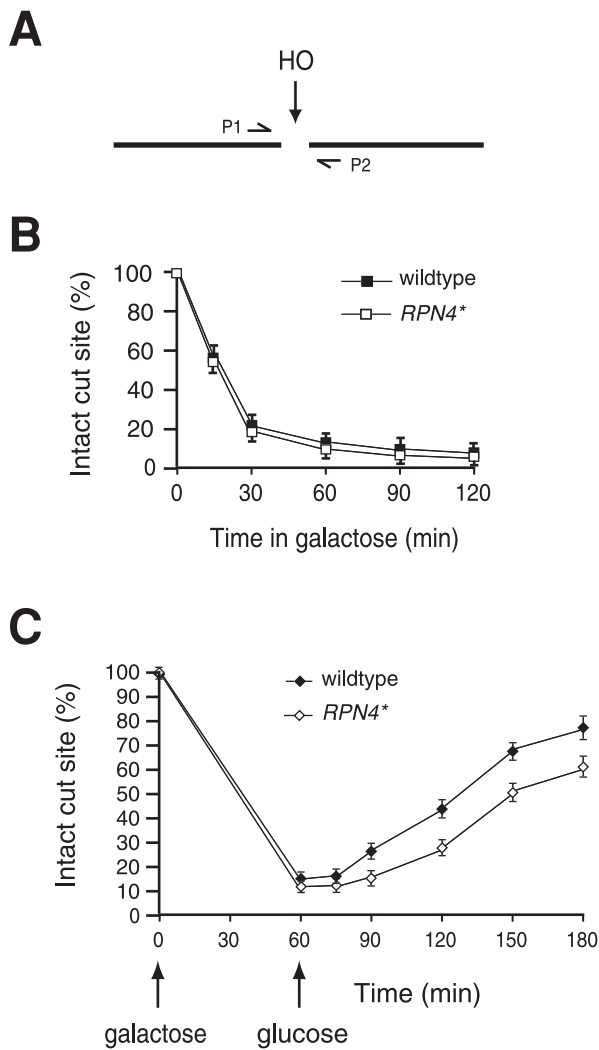 A
HO
P1
P2
B
Intact cut site (%)
100
80
60
40
20
0
wildtype
RPN4*
0 30 60 90 120
Time in galactose (min)
C
Intact cut site (%)
100
90
80
70
60
50
40
30
20
10
0
wildtype
RPN4*
0 30 60 90 120 150 180
Time (min)
galactose glucose